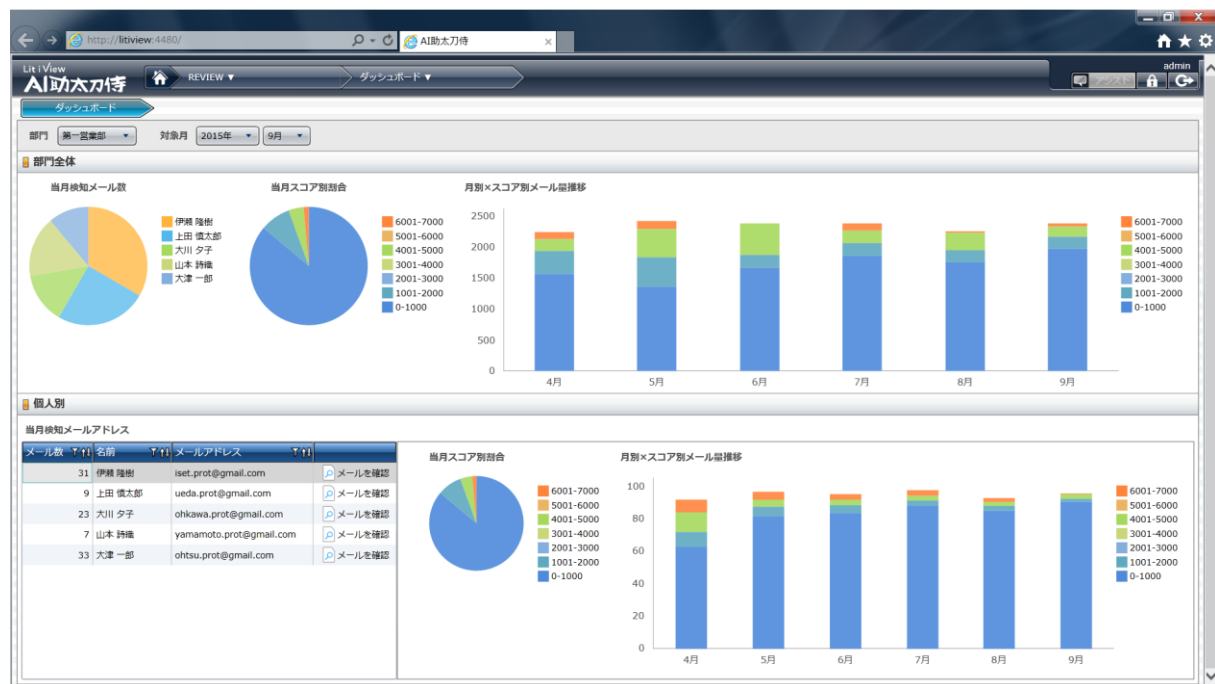 http://litiview:4480/
AI助太刀侍
LitiView
AI助太刀侍
REVIEW ▼
ダッシュボード ▼
admin
アシスト
ダッシュボード
部門 第一営業部 対象月 2015年 9月
部門全体
当月検知メール数
伊瀬 隆樹
上田 慎太郎
大川 夕子
山本 詩織
大津 一郎
当月スコア別割合
6001-7000
5001-6000
4001-5000
3001-4000
2001-3000
1001-2000
0-1000
月別×スコア別メール量推移
2500
2000
1500
1000
500
0
4月 5月 6月 7月 8月 9月
6001-7000
5001-6000
4001-5000
3001-4000
2001-3000
1001-2000
0-1000
個人別
当月検知メールアドレス
メール数 名前 メールアドレス
31 伊瀬 隆樹 iset.prot@gmail.com メールを確認
9 上田 慎太郎 ueda.prot@gmail.com メールを確認
23 大川 夕子 ohkawa.prot@gmail.com メールを確認
7 山本 詩織 yamamoto.prot@gmail.com メールを確認
33 大津 一郎 ohtsu.prot@gmail.com メールを確認
当月スコア別割合
6001-7000
5001-6000
4001-5000
3001-4000
2001-3000
1001-2000
0-1000
月別×スコア別メール量推移
100
80
60
40
20
0
4月 5月 6月 7月 8月 9月
6001-7000
5001-6000
4001-5000
3001-4000
2001-3000
1001-2000
0-1000